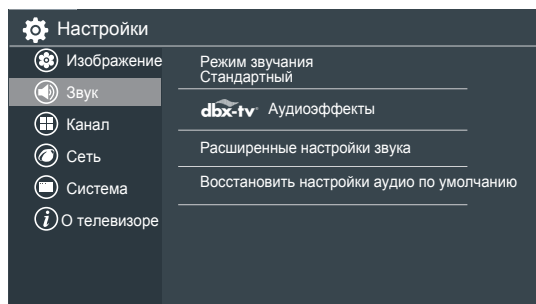 Настройки
Изображение
Звук
Канал
Сеть
Система
i О телевизоре
Режим звучания
Стандартный
dbx-tv Аудиоэффекты
Расширенные настройки звука
Восстановить настройки аудио по умолчанию